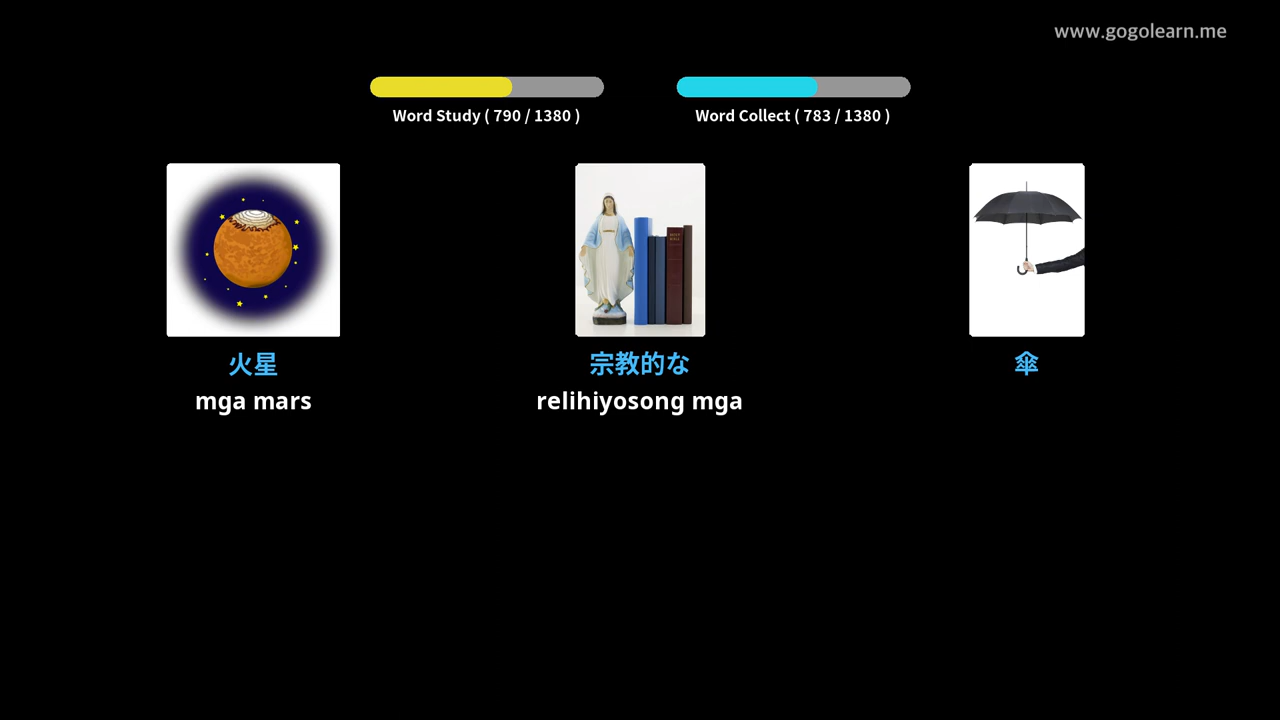 www.gogolearn.me
Word Study ( 790 / 1380 )
Word Collect ( 783 / 1380 )
火星
宗教的な
傘
mga mars
relihiyosong mga